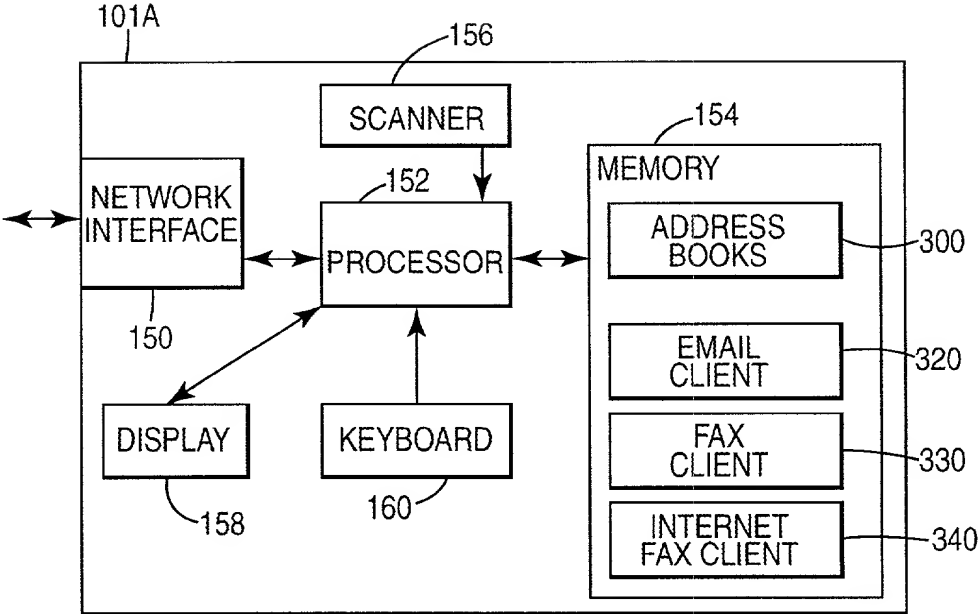 101A
156
SCANNER
154
MEMORY
NETWORK
INTERFACE
152
PROCESSOR
ADDRESS
BOOKS
300
150
EMAIL
CLIENT
320
DISPLAY
KEYBOARD
FAX
CLIENT
330
158
160
INTERNET
FAX CLIENT
340